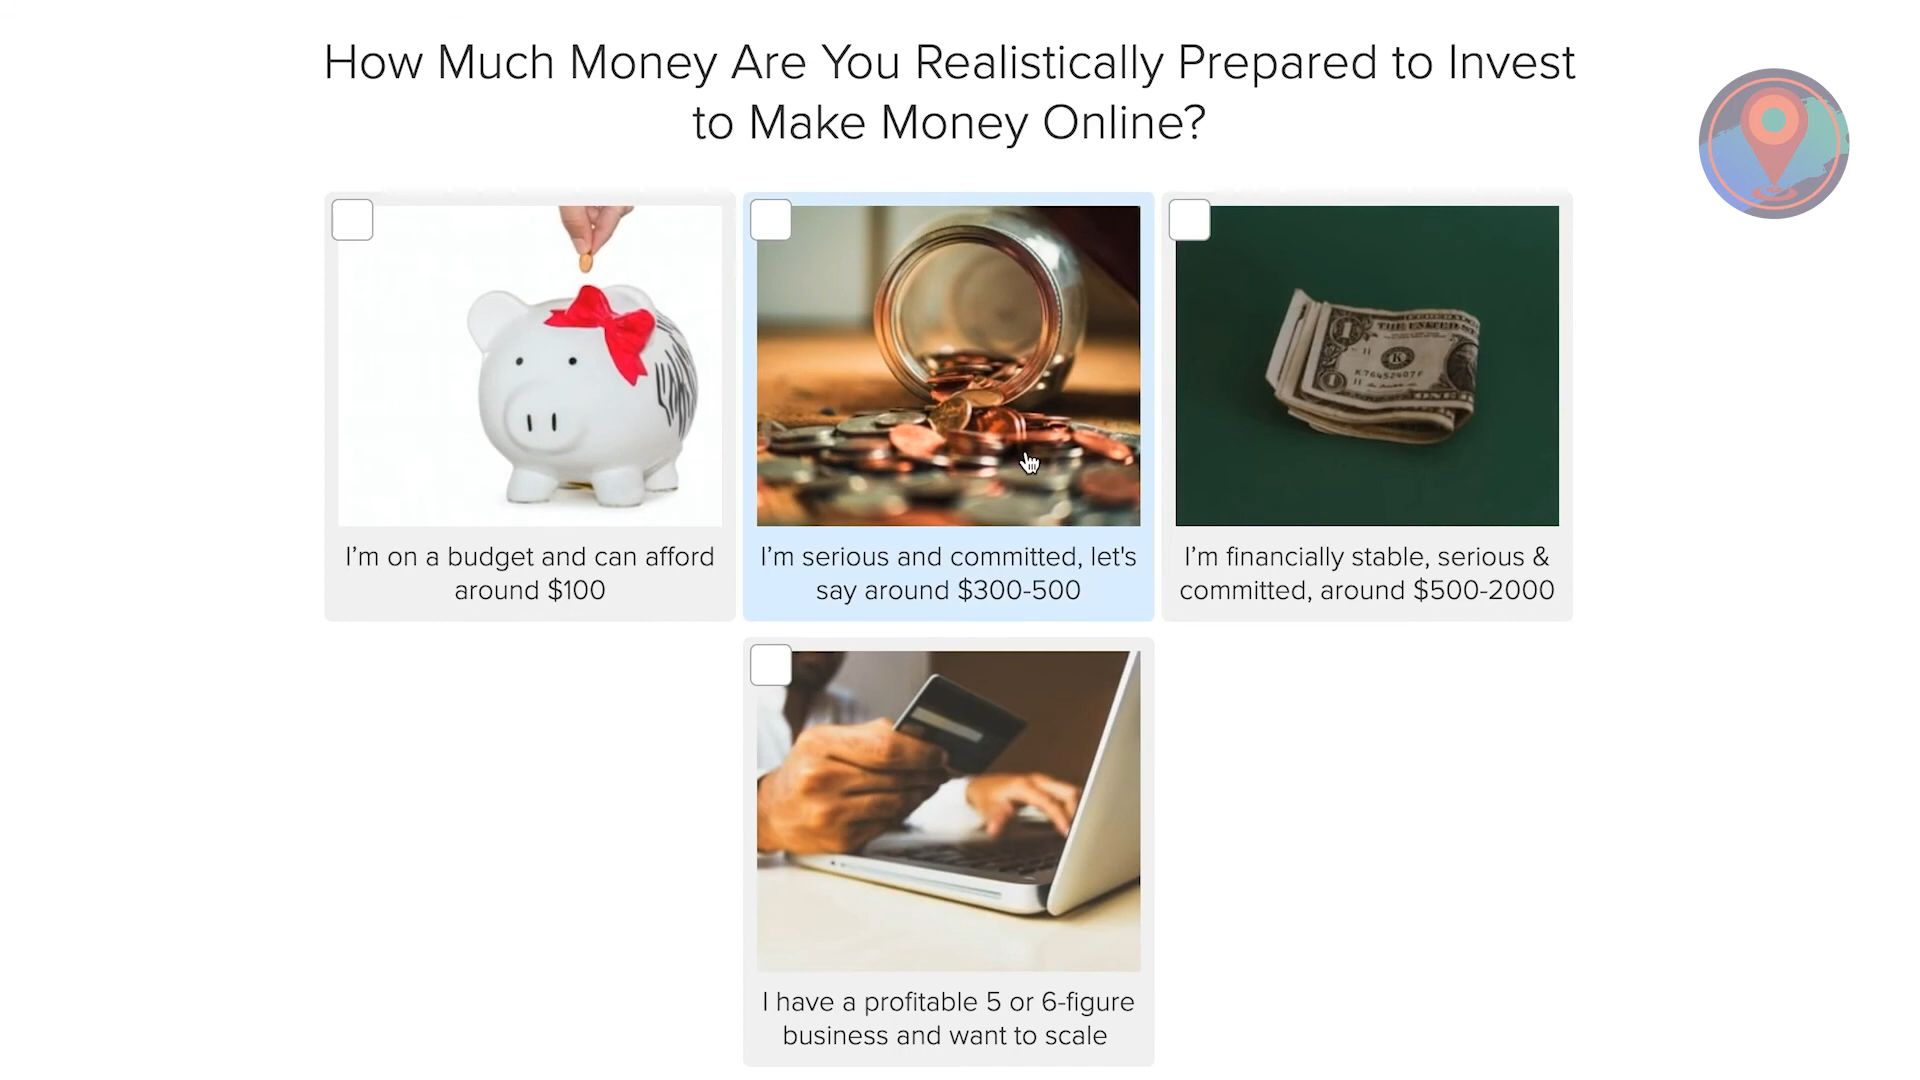 How Much Money Are You Realistically Prepared to Invest
to Make Money Online?
I'm on a budget and can afford
around $100
I'm serious and committed, let's
say around $300-500
I'm financially stable, serious &
committed, around $500-2000
I have a profitable 5 or 6-figure
business and want to scale